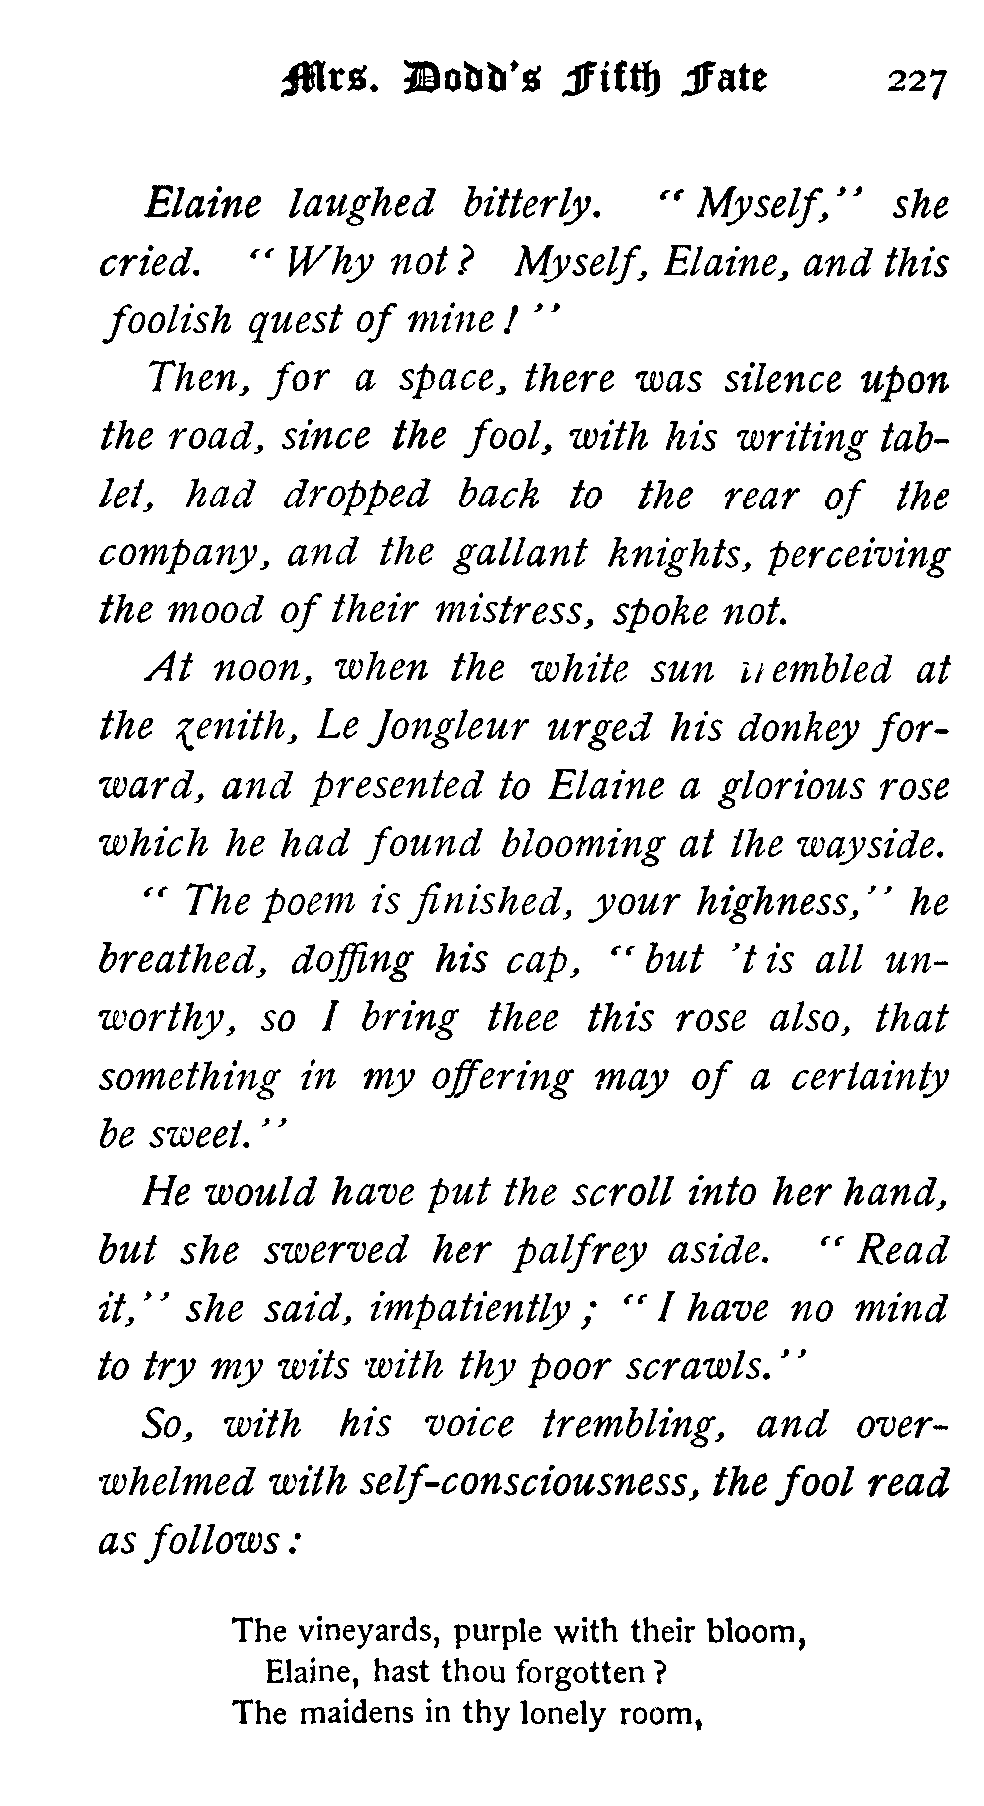 Mrs. Dodd's Fifth Fate 227
Elaine laughed bitterly. "Myself," she
cried. "Why not? Myself, Elaine, and this
foolish quest of mine!"
Then, for a space, there was silence upon
the road, since the fool, with his writing tab-
let, had dropped back to the rear of the
company, and the gallant knights, perceiving
the mood of their mistress, spoke not.
At noon, when the white sun trembled at
the zenith, Le Jongleur urged his donkey for-
ward, and presented to Elaine a glorious rose
which he had found blooming at the wayside.
"The poem is finished, your highness," he
breathed, doffing his cap, "but 't is all un-
worthy, so I bring thee this rose also, that
something in my offering may of a certainty
be sweet."
He would have put the scroll into her hand,
but she swerved her palfrey aside. "Read
it," she said, impatiently; "I have no mind
to try my wits with thy poor scrawls."
So, with his voice trembling, and over-
whelmed with self-consciousness, the fool read
as follows:
The vineyards, purple with their bloom,
Elaine, hast thou forgotten?
The maidens in thy lonely room,